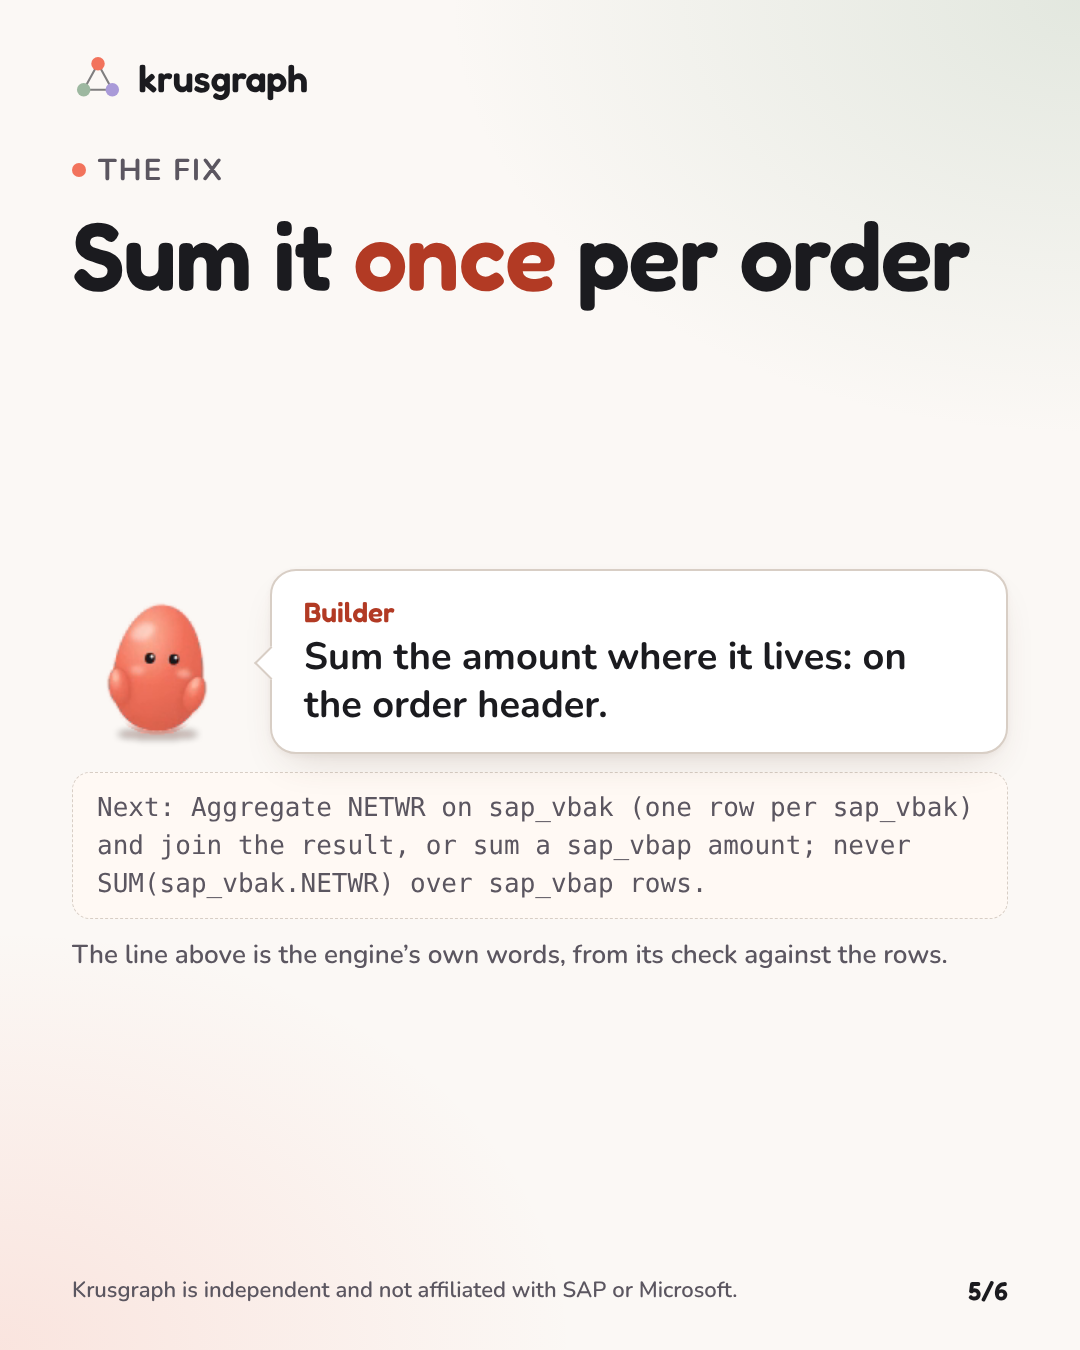 krusgraph
THE FIX
Sum it once per order
Builder
Sum the amount where it lives: on
the order header.
Next: Aggregate NETWR on sap_vbak (one row per sap_vbak)
and join the result, or sum a sap_vbap amount; never
SUM(sap_vbak.NETWR) over sap_vbap rows.
The line above is the engine’s own words, from its check against the rows.
Krusgraph is independent and not affiliated with SAP or Microsoft.
5/6